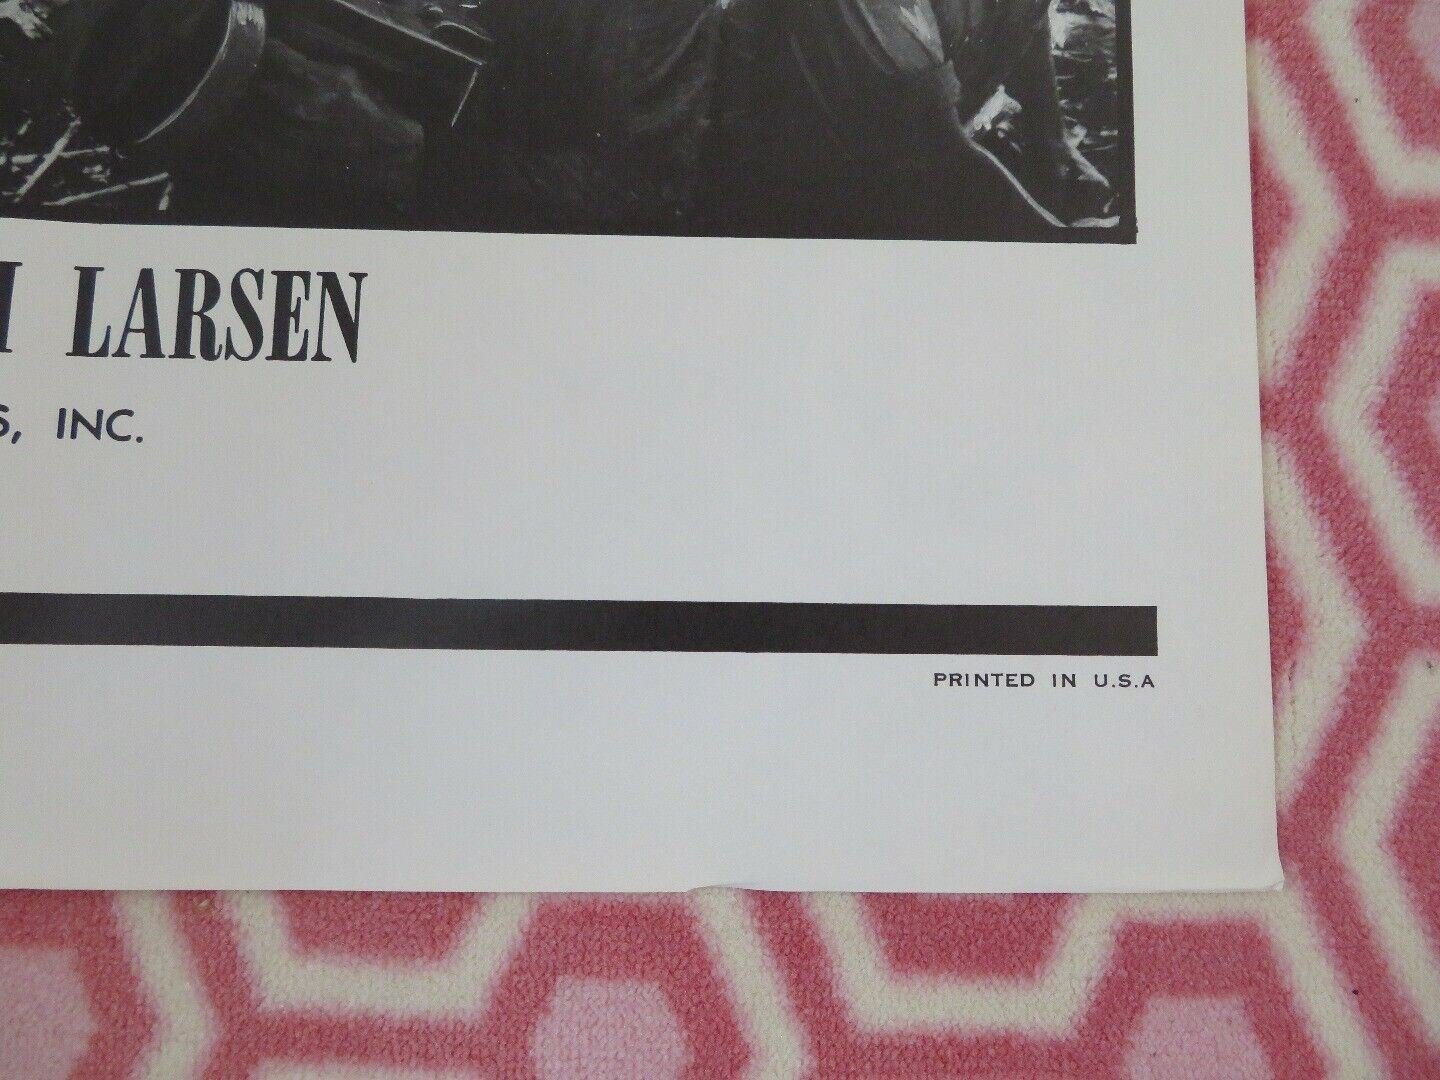 LARSEN
INC.
PRINTED IN U.S.A